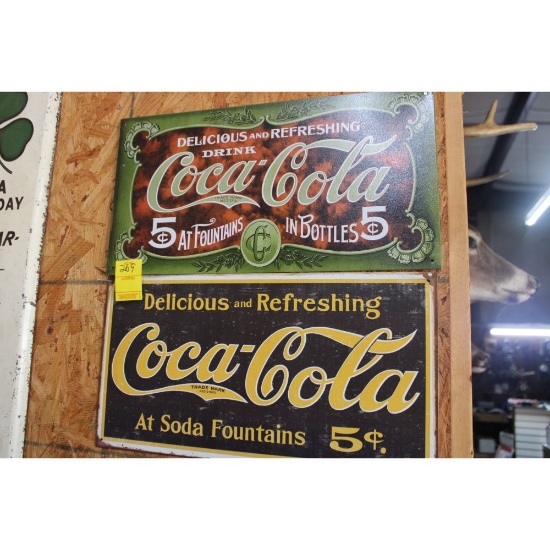 DELICIOUS AND REFRESHING
DRINK
Coca-Cola
5¢ AT FOUNTAINS IN BOTTLES 5¢
269
Delicious and Refreshing
Coca-Cola
TRADE MARK
At Soda Fountains 5¢.
A
DAY
AR-